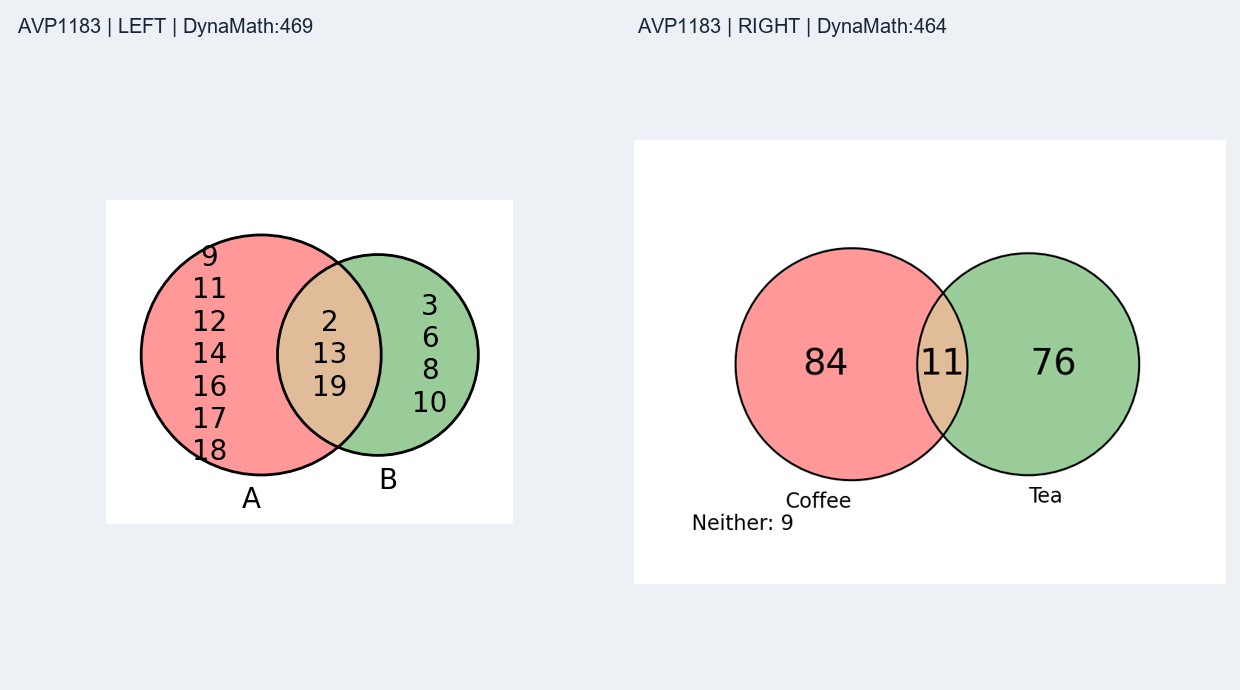 AVP1183 | LEFT | DynaMath:469
9
11
12
14
16
17
18
2
13
19
3
6
8
10
A
B
AVP1183 | RIGHT | DynaMath:464
84
11
76
Coffee
Tea
Neither: 9